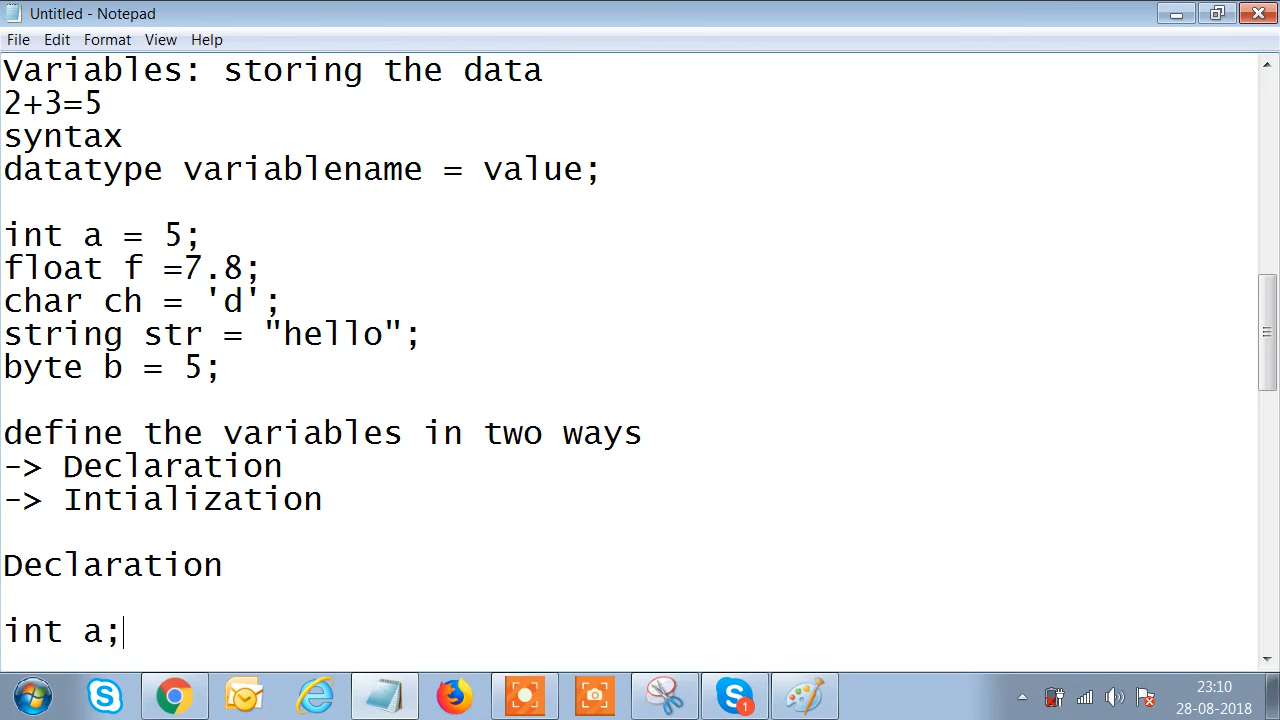 Untitled - Notepad
File Edit Format View Help
Variables: storing the data
2+3=5
syntax
datatype variablename = value;
int a = 5;
float f =7.8;
char ch = 'd';
string str = "hello";
byte b = 5;
define the variables in two ways
-> Declaration
-> Intialization
Declaration
int a;
1
23:10
28-08-2018